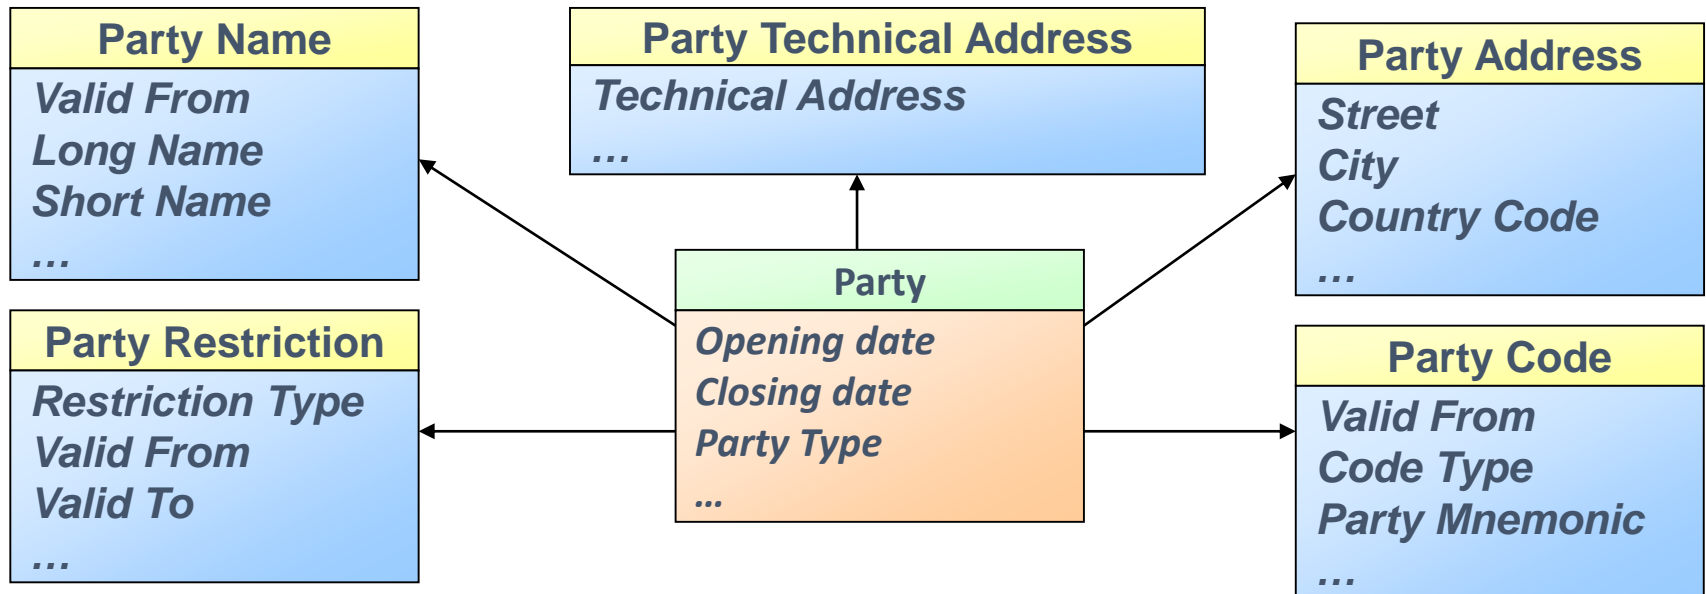 Party Name
Valid From
Long Name
Short Name
…
Party Technical Address
Technical Address
…
Party Address
Street
City
Country Code
…
Party
Opening date
Closing date
Party Type
…
Party Restriction
Restriction Type
Valid From
Valid To
…
Party Code
Valid From
Code Type
Party Mnemonic
…